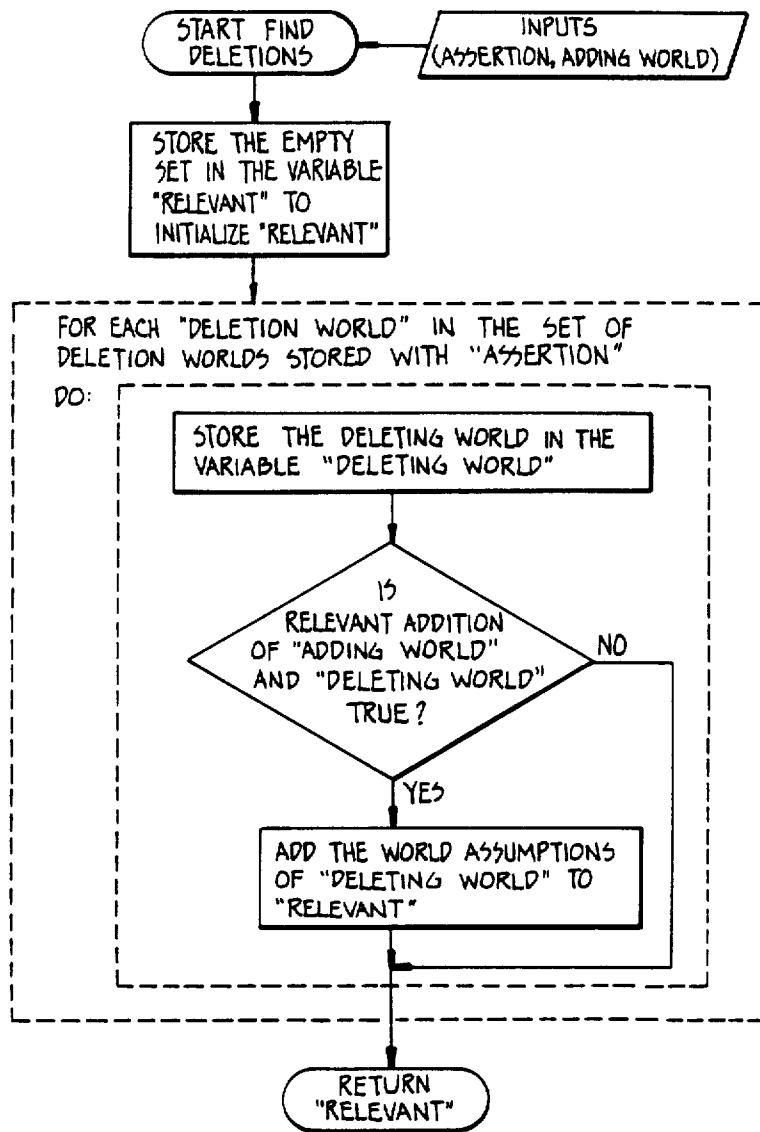 START FIND
DELETIONS
INPUTS
(ASSERTION, ADDING WORLD)
STORE THE EMPTY
SET IN THE VARIABLE
"RELEVANT" TO
INITIALIZE "RELEVANT"
FOR EACH "DELETION WORLD" IN THE SET OF
DELETION WORLDS STORED WITH "ASSERTION"
DO:
STORE THE DELETING WORLD IN THE
VARIABLE "DELETING WORLD"
IS
RELEVANT ADDITION
OF "ADDING WORLD"
AND "DELETING WORLD"
TRUE?
NO
YES
ADD THE WORLD ASSUMPTIONS
OF "DELETING WORLD" TO
"RELEVANT"
RETURN
"RELEVANT"